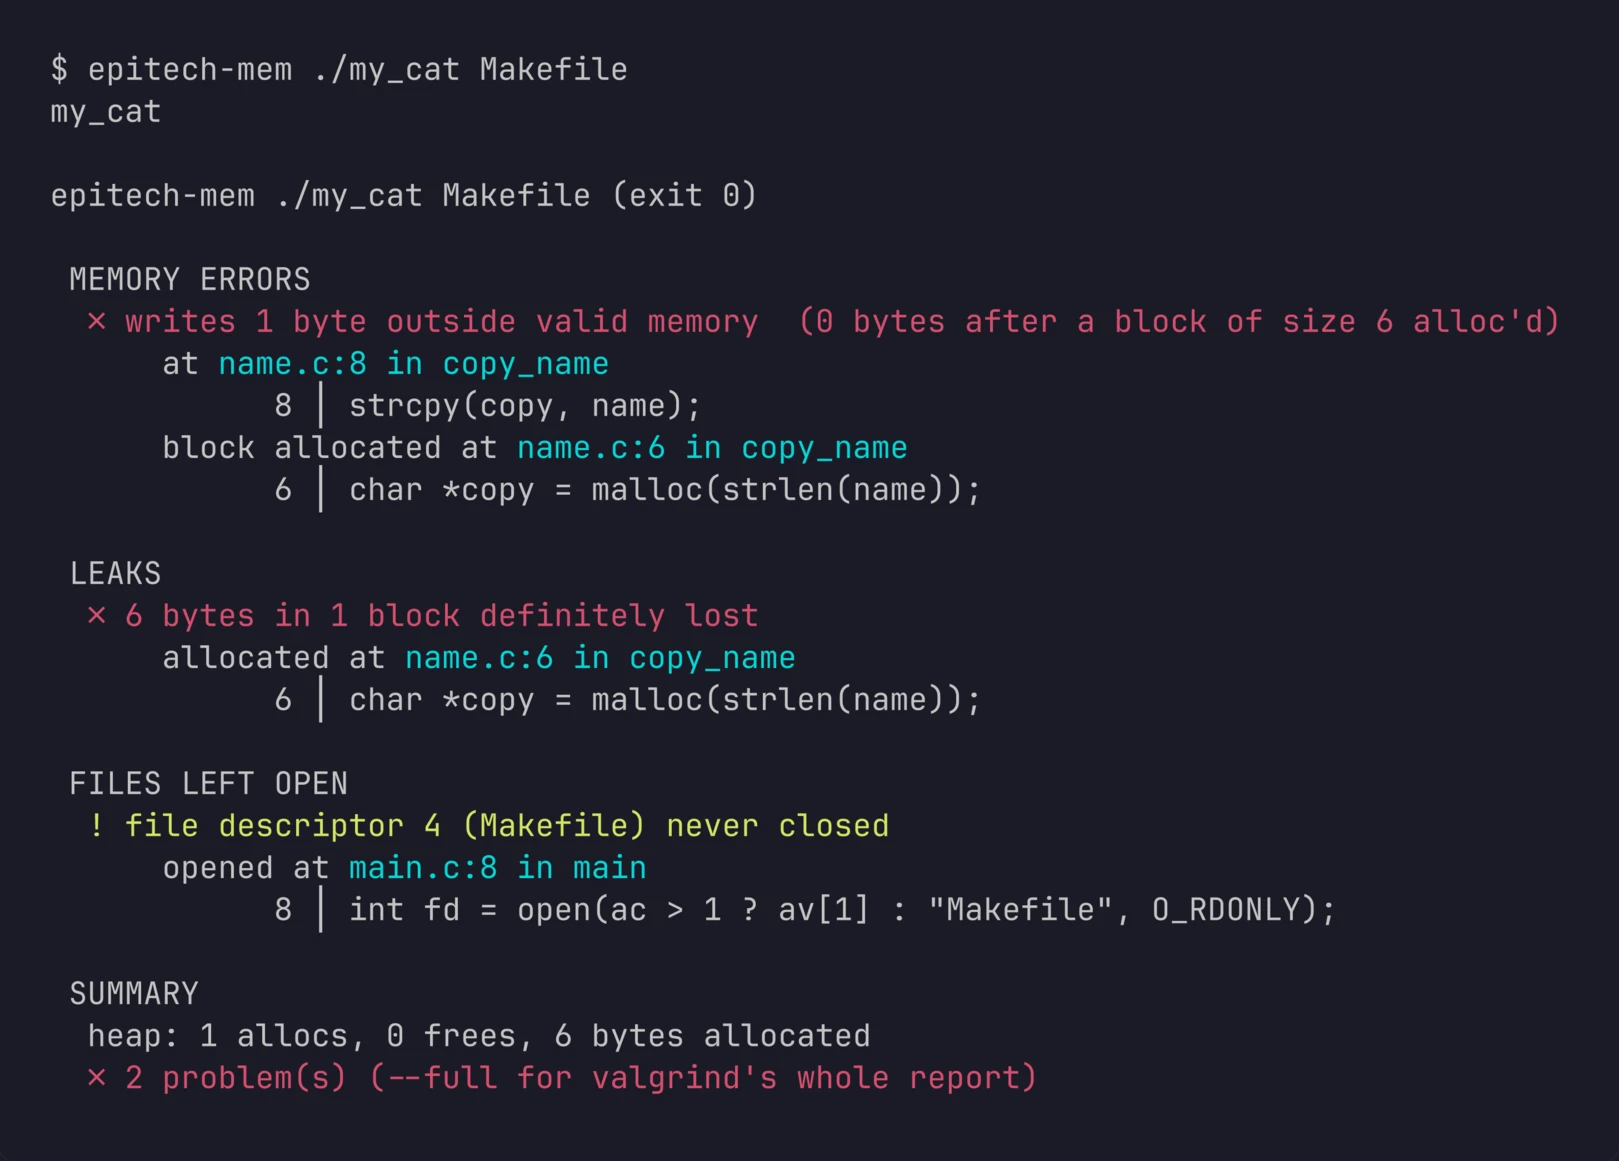 $ epitech-mem ./my_cat Makefile
my_cat
epitech-mem ./my_cat Makefile (exit 0)
MEMORY ERRORS
× writes 1 byte outside valid memory  (0 bytes after a block of size 6 alloc'd)
at name.c:8 in copy_name
8 │ strcpy(copy, name);
block allocated at name.c:6 in copy_name
6 │ char *copy = malloc(strlen(name));
LEAKS
× 6 bytes in 1 block definitely lost
allocated at name.c:6 in copy_name
6 │ char *copy = malloc(strlen(name));
FILES LEFT OPEN
! file descriptor 4 (Makefile) never closed
opened at main.c:8 in main
8 │ int fd = open(ac > 1 ? av[1] : "Makefile", O_RDONLY);
SUMMARY
heap: 1 allocs, 0 frees, 6 bytes allocated
× 2 problem(s) (--full for valgrind's whole report)